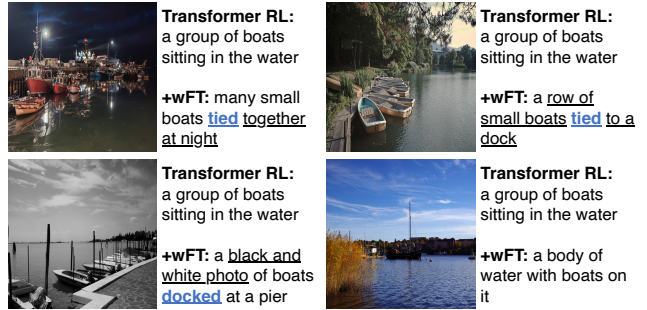 Transformer RL:
a group of boats
sitting in the water
+wFT: many small
boats tied together
at night
Transformer RL:
a group of boats
sitting in the water
+wFT: a row of
small boats tied to a
dock
Transformer RL:
a group of boats
sitting in the water
+wFT: a black and
white photo of boats
docked at a pier
Transformer RL:
a group of boats
sitting in the water
+wFT: a body of
water with boats on
it